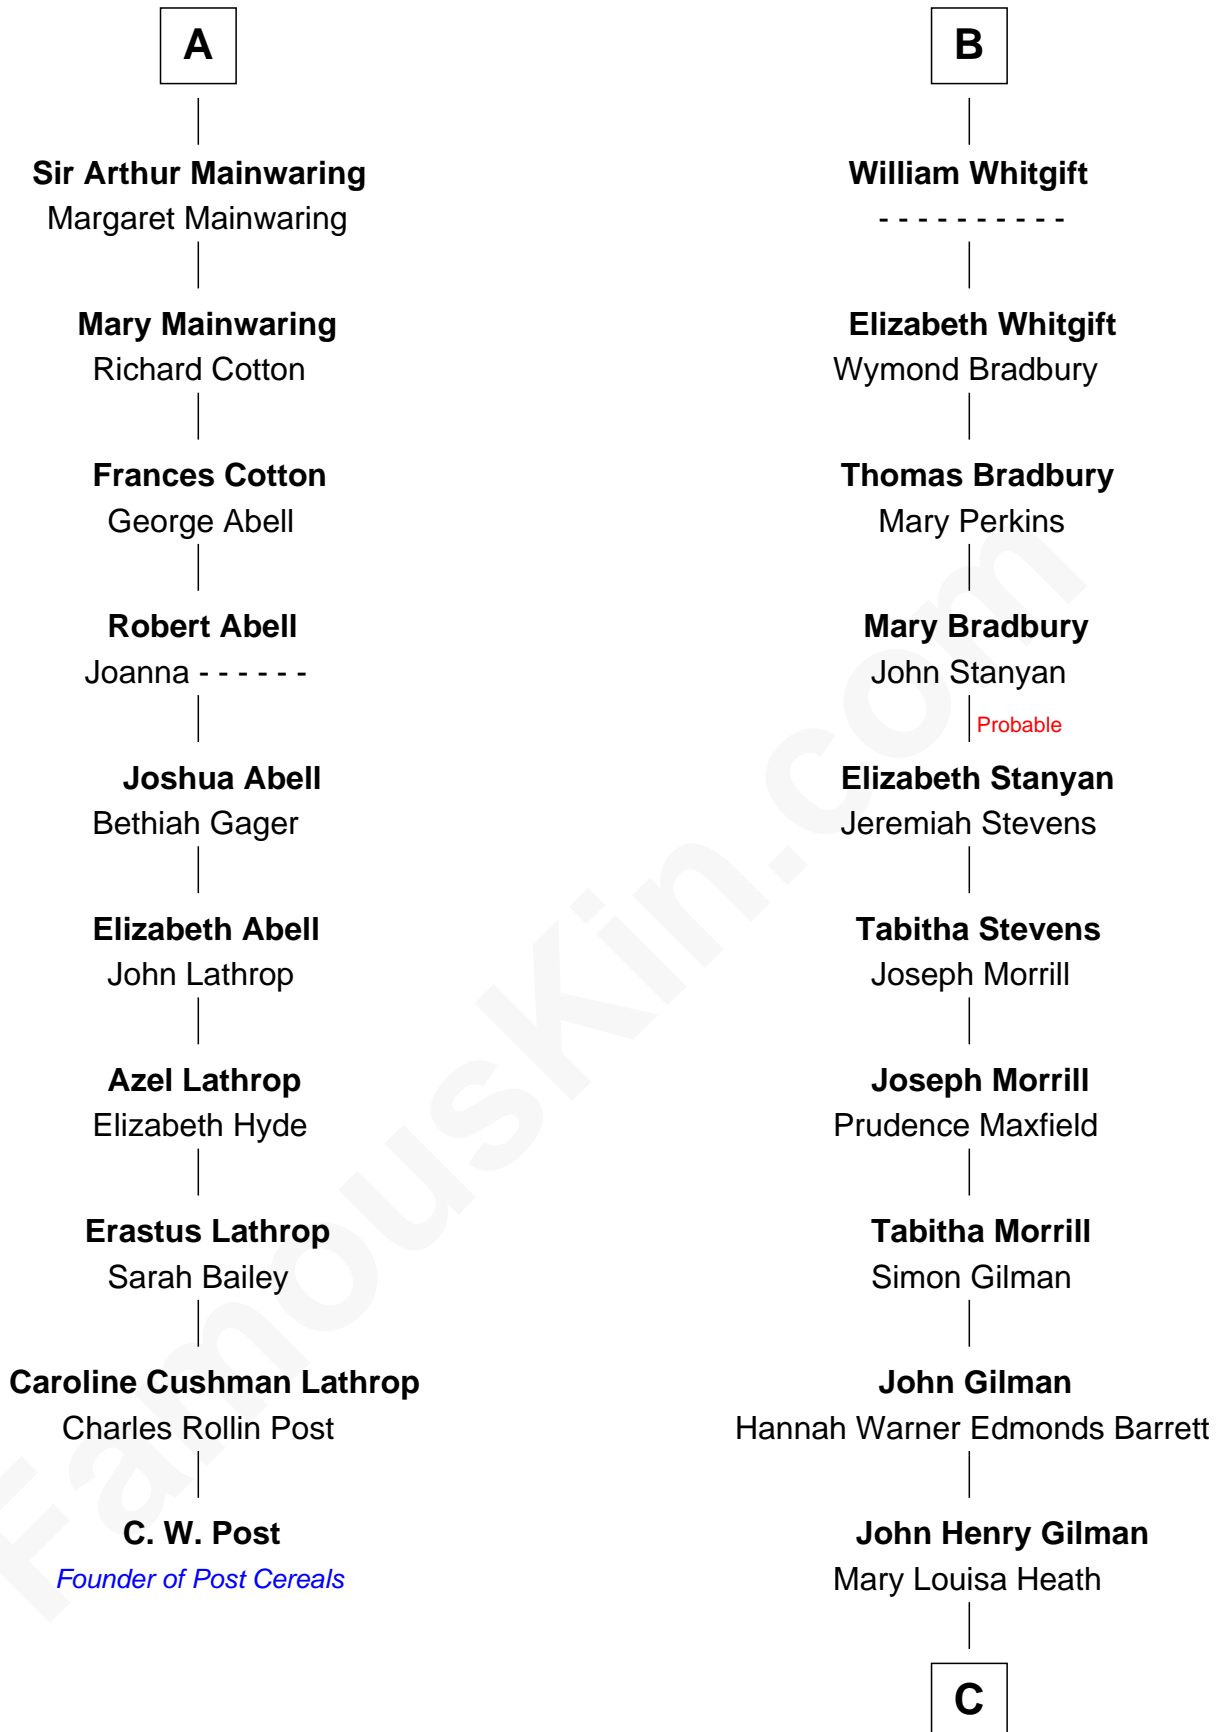 A
Sir Arthur Mainwaring
Margaret Mainwaring
Mary Mainwaring
Richard Cotton
Frances Cotton
George Abell
Robert Abell
Joanna - - - - - -
Joshua Abell
Bethiah Gager
Elizabeth Abell
John Lathrop
Azel Lathrop
Elizabeth Hyde
Erastus Lathrop
Sarah Bailey
Caroline Cushman Lathrop
Charles Rollin Post
C. W. Post
Founder of Post Cereals
B
William Whitgift
- - - - - - - - - -
Elizabeth Whitgift
Wymond Bradbury
Thomas Bradbury
Mary Perkins
Mary Bradbury
John Stanyan
Probable
Elizabeth Stanyan
Jeremiah Stevens
Tabitha Stevens
Joseph Morrill
Joseph Morrill
Prudence Maxfield
Tabitha Morrill
Simon Gilman
John Gilman
Hannah Warner Edmonds Barrett
John Henry Gilman
Mary Louisa Heath
C
FamousKin.com